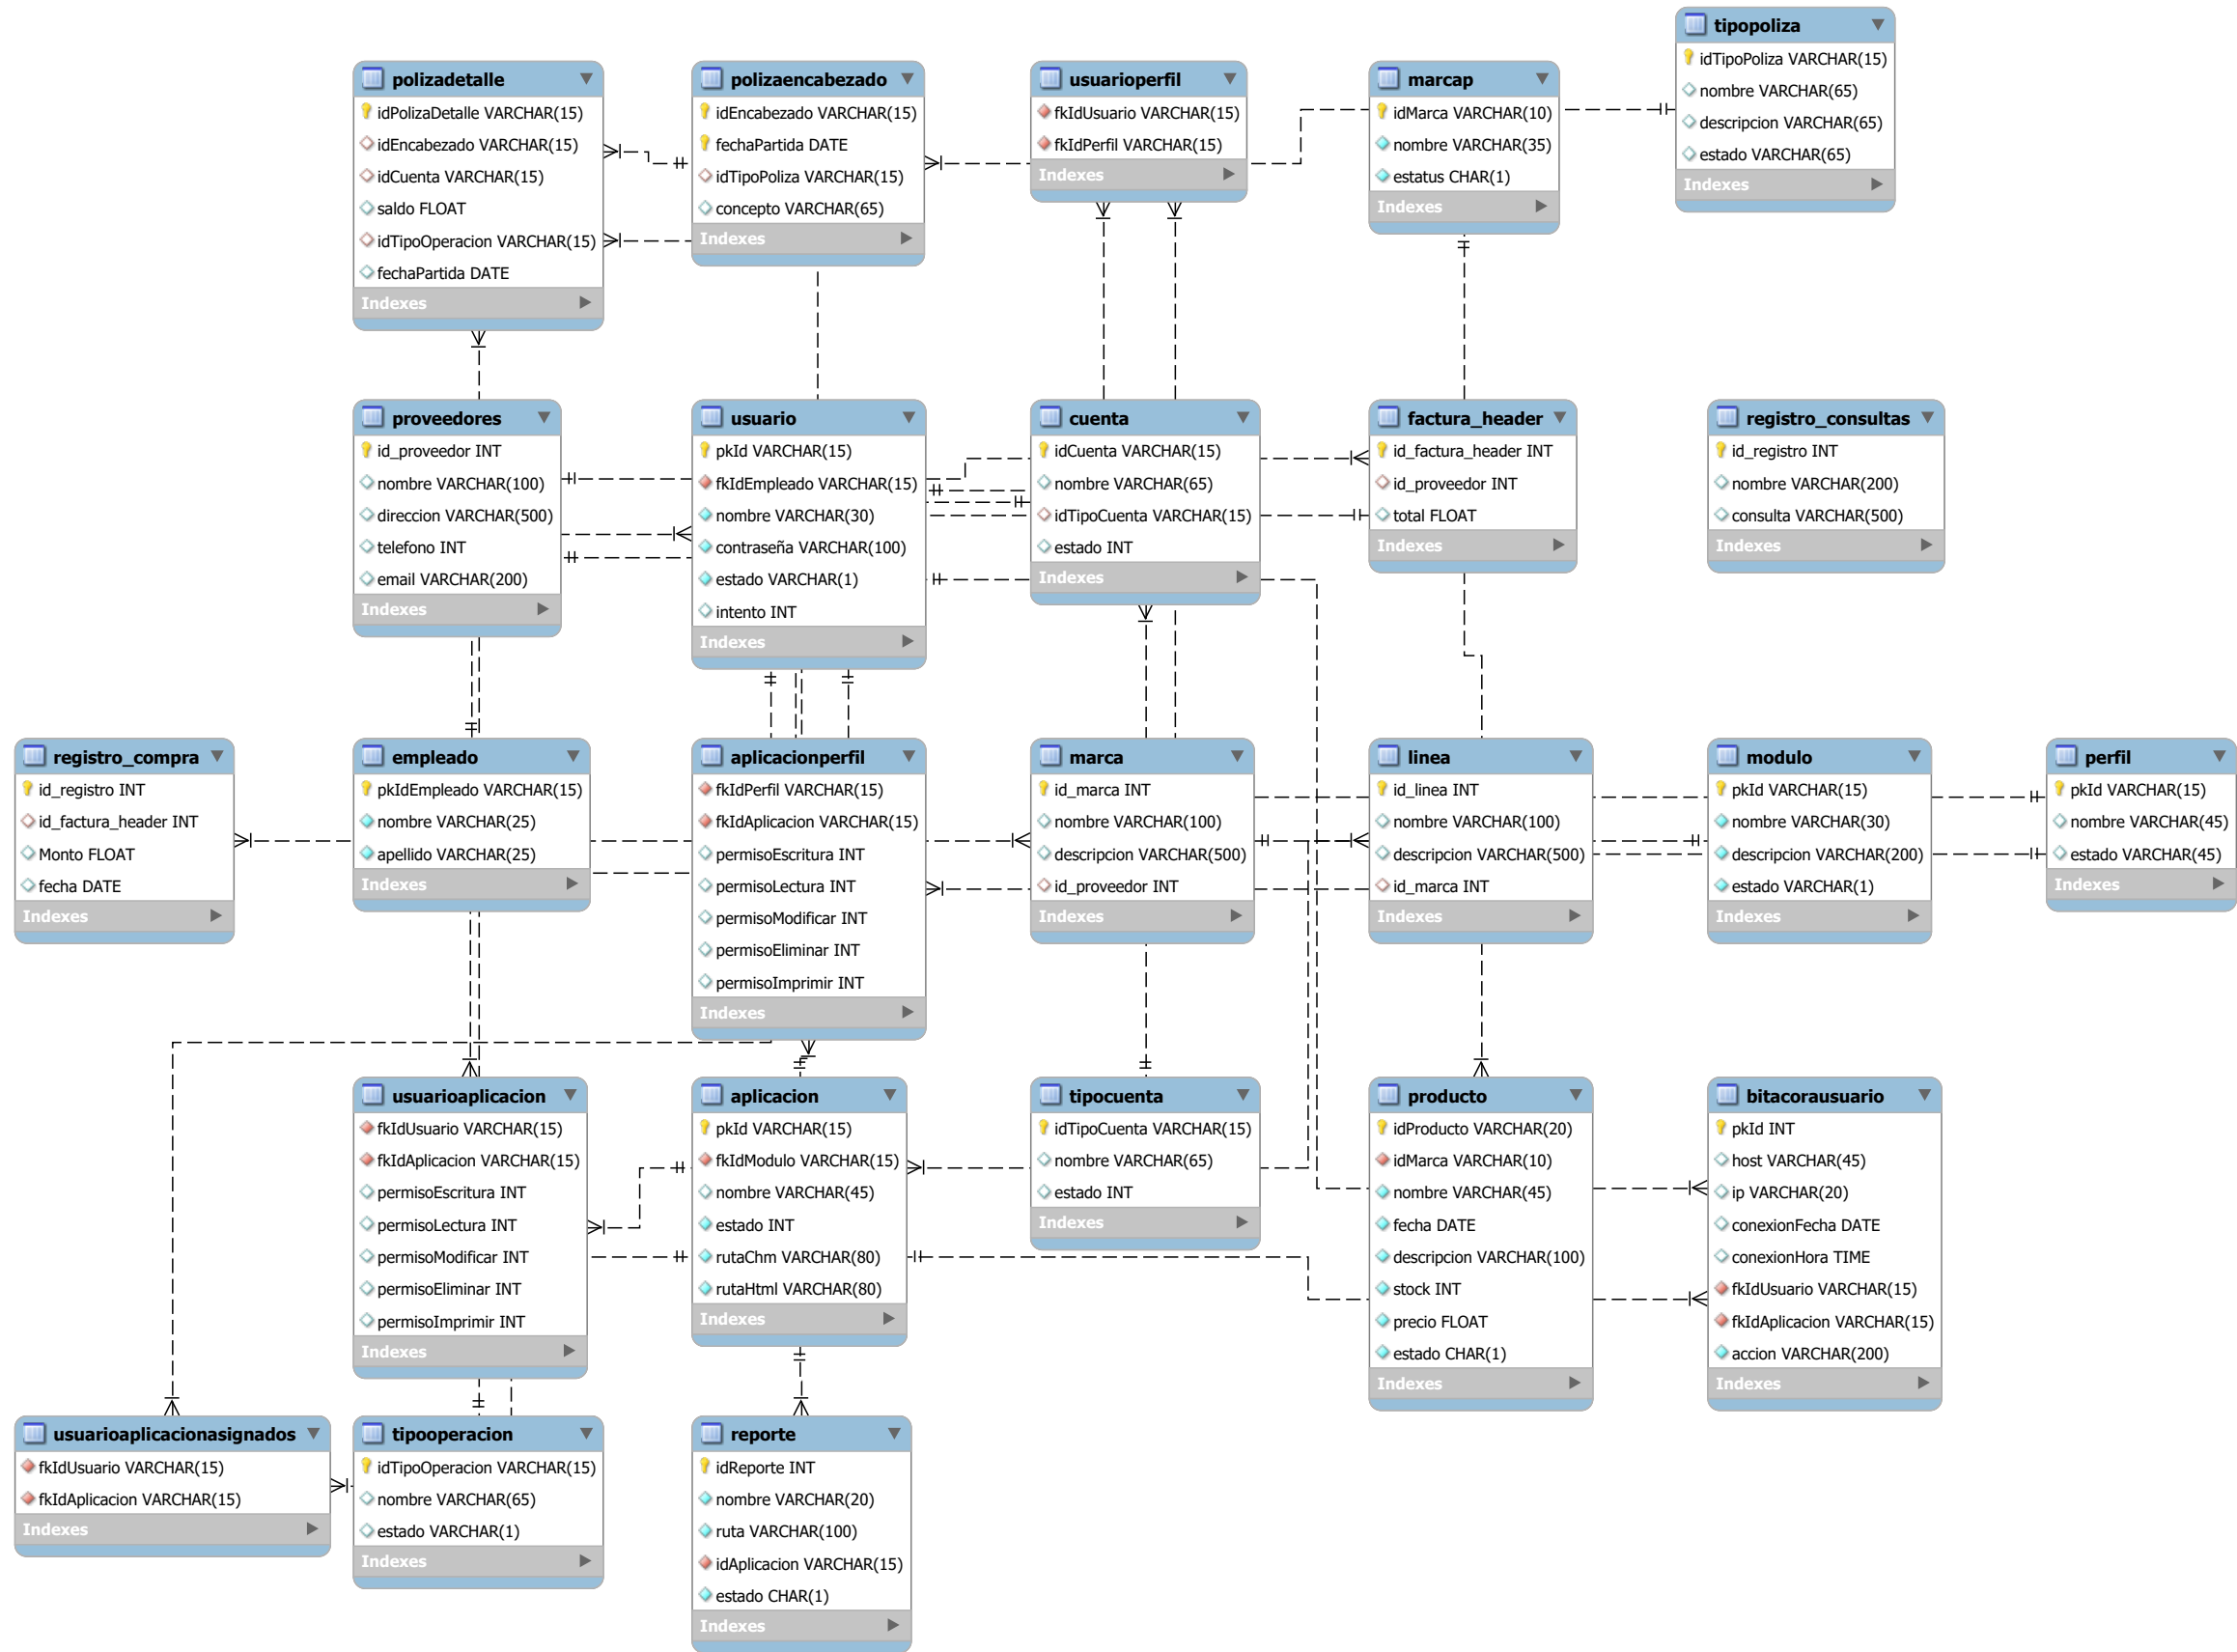 tipopoliza
idTipoPoliza VARCHAR(15)
nombre VARCHAR(65)
descripcion VARCHAR(65)
estado VARCHAR(65)
Indexes
polizadetalle
idPolizaDetalle VARCHAR(15)
idEncabezado VARCHAR(15)
idCuenta VARCHAR(15)
saldo FLOAT
idTipoOperacion VARCHAR(15)
fechaPartida DATE
Indexes
polizaencabezado
idEncabezado VARCHAR(15)
fechaPartida DATE
idTipoPoliza VARCHAR(15)
concepto VARCHAR(65)
Indexes
usuarioperfil
fkIdUsuario VARCHAR(15)
fkIdPerfil VARCHAR(15)
Indexes
marcap
idMarca VARCHAR(10)
nombre VARCHAR(35)
estatus CHAR(1)
Indexes
proveedores
id_proveedor INT
nombre VARCHAR(100)
direccion VARCHAR(500)
telefono INT
email VARCHAR(200)
Indexes
usuario
pkId VARCHAR(15)
fkIdEmpleado VARCHAR(15)
nombre VARCHAR(30)
contraseña VARCHAR(100)
estado VARCHAR(1)
intento INT
Indexes
cuenta
idCuenta VARCHAR(15)
nombre VARCHAR(65)
idTipoCuenta VARCHAR(15)
estado INT
Indexes
factura_header
id_factura_header INT
id_proveedor INT
total FLOAT
Indexes
registro_consultas
id_registro INT
nombre VARCHAR(200)
consulta VARCHAR(500)
Indexes
registro_compra
id_registro INT
id_factura_header INT
Monto FLOAT
fecha DATE
Indexes
empleado
pkIdEmpleado VARCHAR(15)
nombre VARCHAR(25)
apellido VARCHAR(25)
Indexes
aplicacionperfil
fkIdPerfil VARCHAR(15)
fkIdAplicacion VARCHAR(15)
permisoEscritura INT
permisoLectura INT
permisoModificar INT
permisoEliminar INT
permisoImprimir INT
Indexes
marca
id_marca INT
nombre VARCHAR(100)
descripcion VARCHAR(500)
id_proveedor INT
Indexes
linea
id_linea INT
nombre VARCHAR(100)
descripcion VARCHAR(500)
id_marca INT
Indexes
modulo
pkId VARCHAR(15)
nombre VARCHAR(30)
descripcion VARCHAR(200)
estado VARCHAR(1)
Indexes
perfil
pkId VARCHAR(15)
nombre VARCHAR(45)
estado VARCHAR(45)
Indexes
usuarioaplicacion
fkIdUsuario VARCHAR(15)
fkIdAplicacion VARCHAR(15)
permisoEscritura INT
permisoLectura INT
permisoModificar INT
permisoEliminar INT
permisoImprimir INT
Indexes
aplicacion
pkId VARCHAR(15)
fkIdModulo VARCHAR(15)
nombre VARCHAR(45)
estado INT
rutaChm VARCHAR(80)
rutaHtml VARCHAR(80)
Indexes
tipocuenta
idTipoCuenta VARCHAR(15)
nombre VARCHAR(65)
estado INT
Indexes
producto
idProducto VARCHAR(20)
idMarca VARCHAR(10)
nombre VARCHAR(45)
fecha DATE
descripcion VARCHAR(100)
stock INT
precio FLOAT
estado CHAR(1)
Indexes
bitacorausuario
pkId INT
host VARCHAR(45)
ip VARCHAR(20)
conexionFecha DATE
conexionHora TIME
fkIdUsuario VARCHAR(15)
fkIdAplicacion VARCHAR(15)
accion VARCHAR(200)
Indexes
usuarioaplicacionasignados
fkIdUsuario VARCHAR(15)
fkIdAplicacion VARCHAR(15)
Indexes
tipooperacion
idTipoOperacion VARCHAR(15)
nombre VARCHAR(65)
estado VARCHAR(1)
Indexes
reporte
idReporte INT
nombre VARCHAR(20)
ruta VARCHAR(100)
idAplicacion VARCHAR(15)
estado CHAR(1)
Indexes